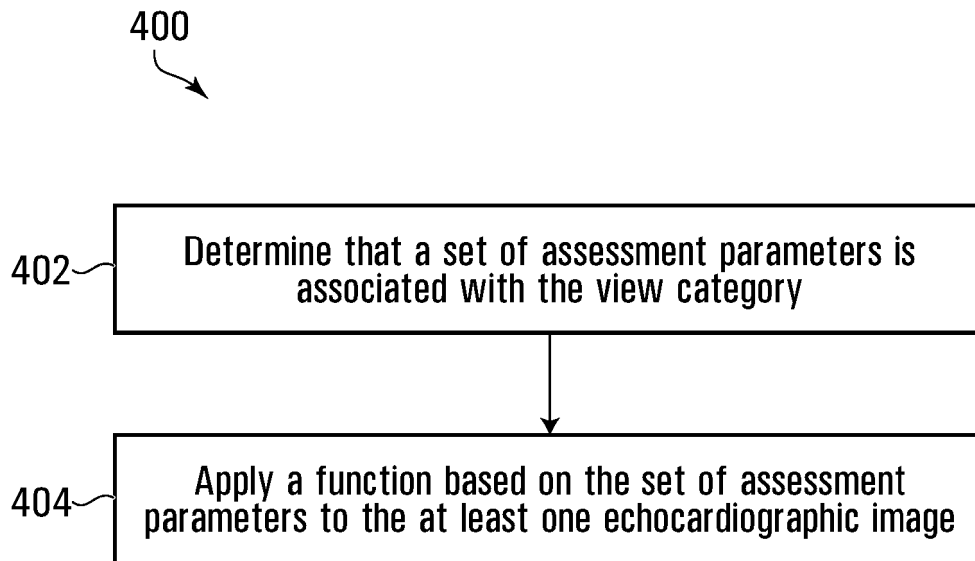 400
402
Determine that a set of assessment parameters is
associated with the view category
404
Apply a function based on the set of assessment
parameters to the at least one echocardiographic image